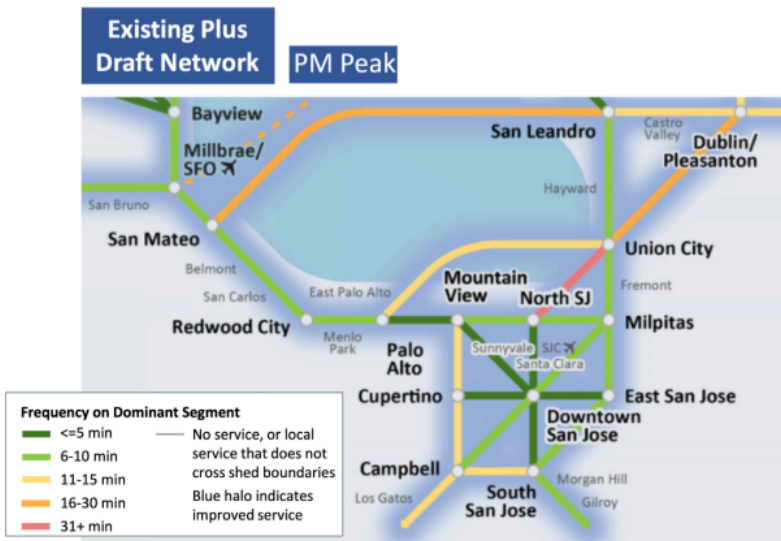 Existing Plus
Draft Network
PM Peak
Bayview
San Leandro
Castro
Valley
Dublin/
Pleasanton
Millbrae/
SFO
San Bruno
Hayward
San Mateo
Union City
Belmont
San Carlos
East Palo Alto
Mountain
View
North SJ
Fremont
Redwood City
Menlo
Park
Milpitas
Palo
Alto
Sunnyvale
SJC
Santa Clara
Cupertino
East San Jose
Downtown
San Jose
Campbell
Los Gatos
South
San Jose
Morgan Hill
Gilroy
Frequency on Dominant Segment
<=5 min
6-10 min
11-15 min
16-30 min
31+ min
No service, or local
service that does not
cross shed boundaries
Blue halo indicates
improved service